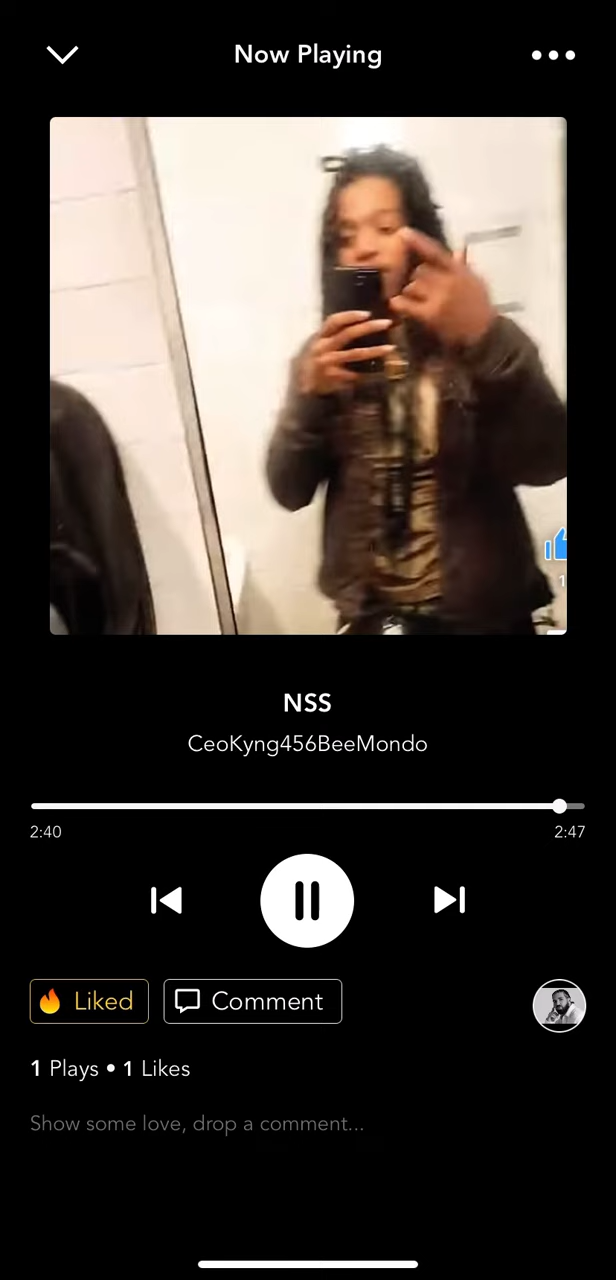 Now Playing
1
NSS
CeoKyng456BeeMondo
2:40
2:47
Liked
Comment
1 Plays • 1 Likes
Show some love, drop a comment...